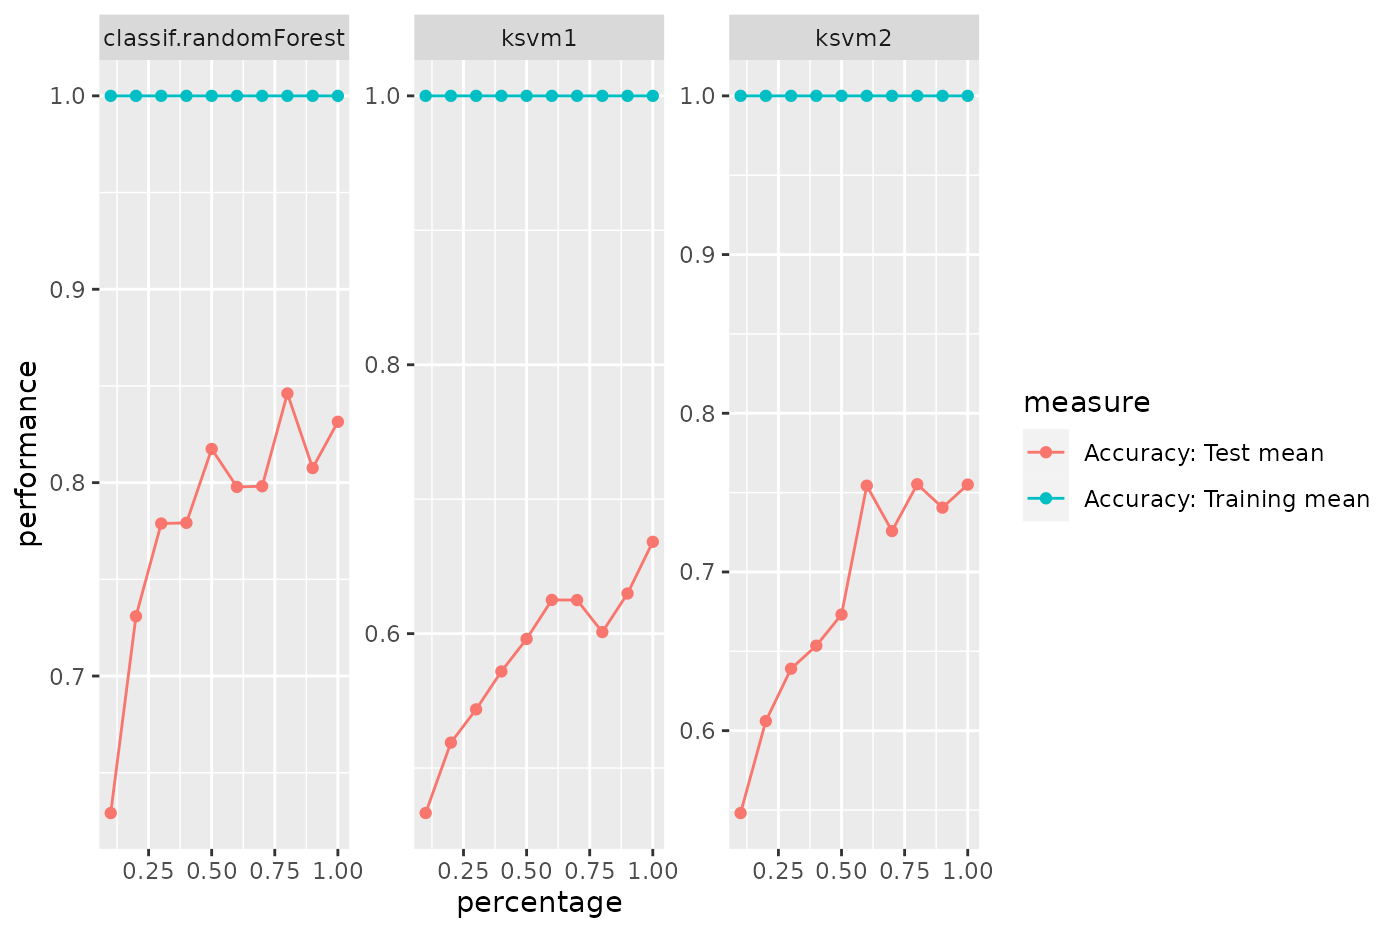 classif.randomForest ksvm1 ksvm2
1.0 1.0 1.0
0.9 0.8 0.9
0.8 0.6 0.8
0.7 0.7
0.6
performance
0.25 0.50 0.75 1.00 0.25 0.50 0.75 1.00 0.25 0.50 0.75 1.00
percentage
measure
Accuracy: Test mean
Accuracy: Training mean